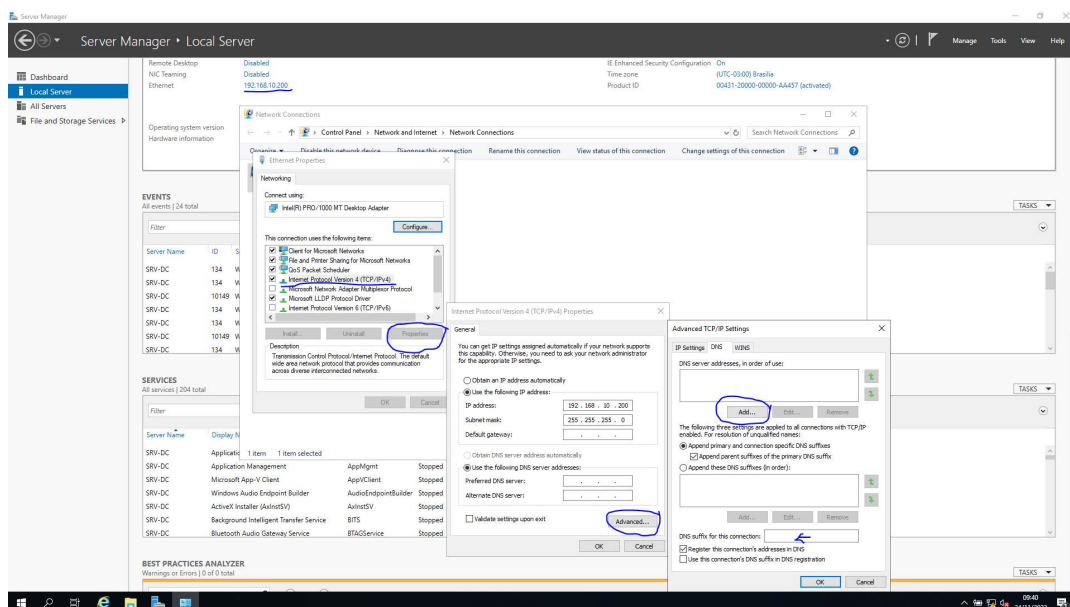 Server Manager
Server Manager • Local Server
Manage Tools View Help
Dashboard
Local Server
All Servers
File and Storage Services
Remote Desktop Disabled
NIC Teaming Disabled
Ethernet 192.168.10.200
Operating system version
Hardware information
IE Enhanced Security Configuration On
Time zone (UTC-03:00) Brasilia
Product ID 00431-20000-00000-AA457 (activated)
Network Connections
Control Panel > Network and Internet > Network Connections
Search Network Connections
Organize Disable this network device Diagnose this connection Rename this connection View status of this connection Change settings of this connection
EVENTS
All events | 24 total
TASKS
Filter
Server Name ID S
SRV-DC 134 W
SRV-DC 134 W
SRV-DC 10149 W
SRV-DC 134 W
SRV-DC 134 W
SRV-DC 10149 W
SRV-DC 134 W
Ethernet Properties
Networking
Connect using:
Intel(R) PRO/1000 MT Desktop Adapter
Configure...
This connection uses the following items:
Client for Microsoft Networks
File and Printer Sharing for Microsoft Networks
QoS Packet Scheduler
Internet Protocol Version 4 (TCP/IPv4)
Microsoft Network Adapter Multiplexor Protocol
Microsoft LLDP Protocol Driver
Internet Protocol Version 6 (TCP/IPv6)
Install... Uninstall Properties
Description
Transmission Control Protocol/Internet Protocol. The default
wide area network protocol that provides communication
across diverse interconnected networks.
OK Cancel
1 item 1 item selected
SERVICES
All services | 204 total
TASKS
Filter
Server Name Display N
SRV-DC Applicatic
SRV-DC Application Management AppMgmt Stopped
SRV-DC Microsoft App-V Client AppVClient Stopped
SRV-DC Windows Audio Endpoint Builder AudioEndpointBuilder Stopped
SRV-DC ActiveX Installer (AxInstSV) AxInstSV Stopped
SRV-DC Background Intelligent Transfer Service BITS Stopped
SRV-DC Bluetooth Audio Gateway Service BTAGService Stopped
Internet Protocol Version 4 (TCP/IPv4) Properties
General
You can get IP settings assigned automatically if your network supports
this capability. Otherwise, you need to ask your network administrator
for the appropriate IP settings.
Obtain an IP address automatically
Use the following IP address:
IP address: 192 . 168 . 10 . 200
Subnet mask: 255 . 255 . 255 . 0
Default gateway: . . .
Obtain DNS server address automatically
Use the following DNS server addresses:
Preferred DNS server: . . .
Alternate DNS server: . . .
Validate settings upon exit
Advanced...
OK Cancel
Advanced TCP/IP Settings
IP Settings DNS WINS
DNS server addresses, in order of use:
Add... Edit... Remove
The following three settings are applied to all connections with TCP/IP
enabled. For resolution of unqualified names:
Append primary and connection specific DNS suffixes
Append parent suffixes of the primary DNS suffix
Append these DNS suffixes (in order):
Add... Edit... Remove
DNS suffix for this connection:
Register this connection's addresses in DNS
Use this connection's DNS suffix in DNS registration
OK Cancel
BEST PRACTICES ANALYZER
Warnings or Errors | 0 of 0 total
TASKS
09:40